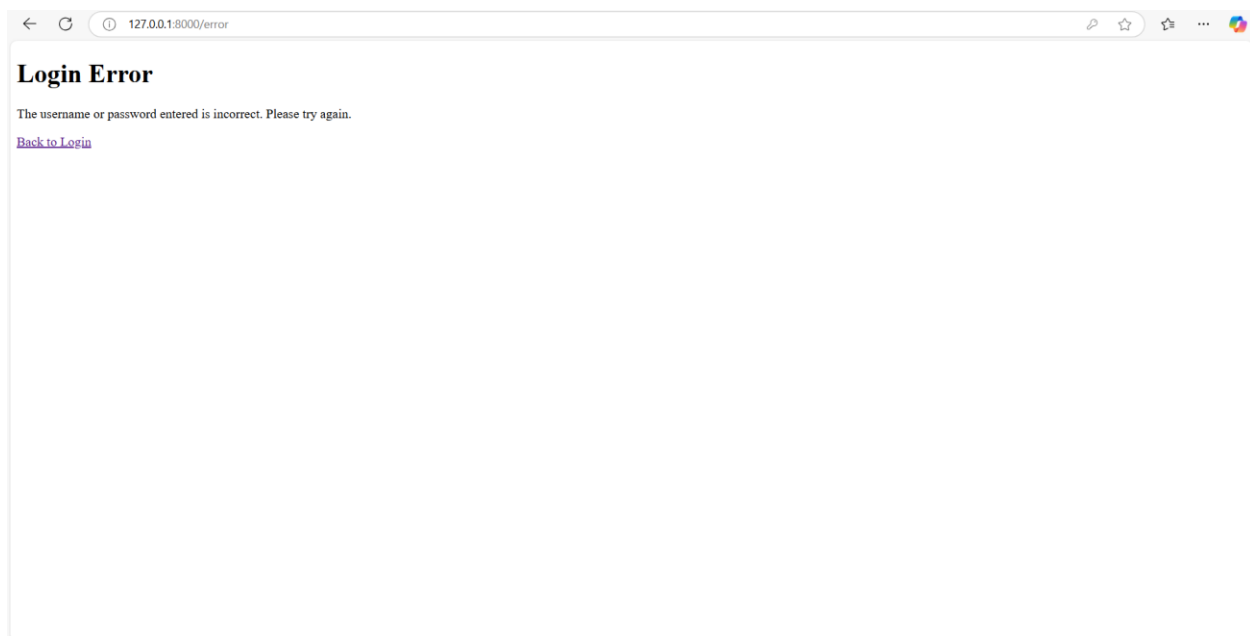 127.0.0.1:8000/error
Login Error
The username or password entered is incorrect. Please try again.
Back to Login